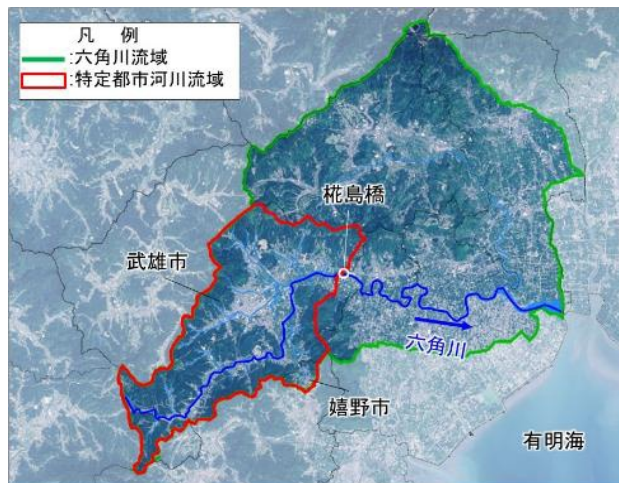 凡 例
:六角川流域
:特定都市河川流域
椛島橋
武雄市
六角川
嬉野市
有明海